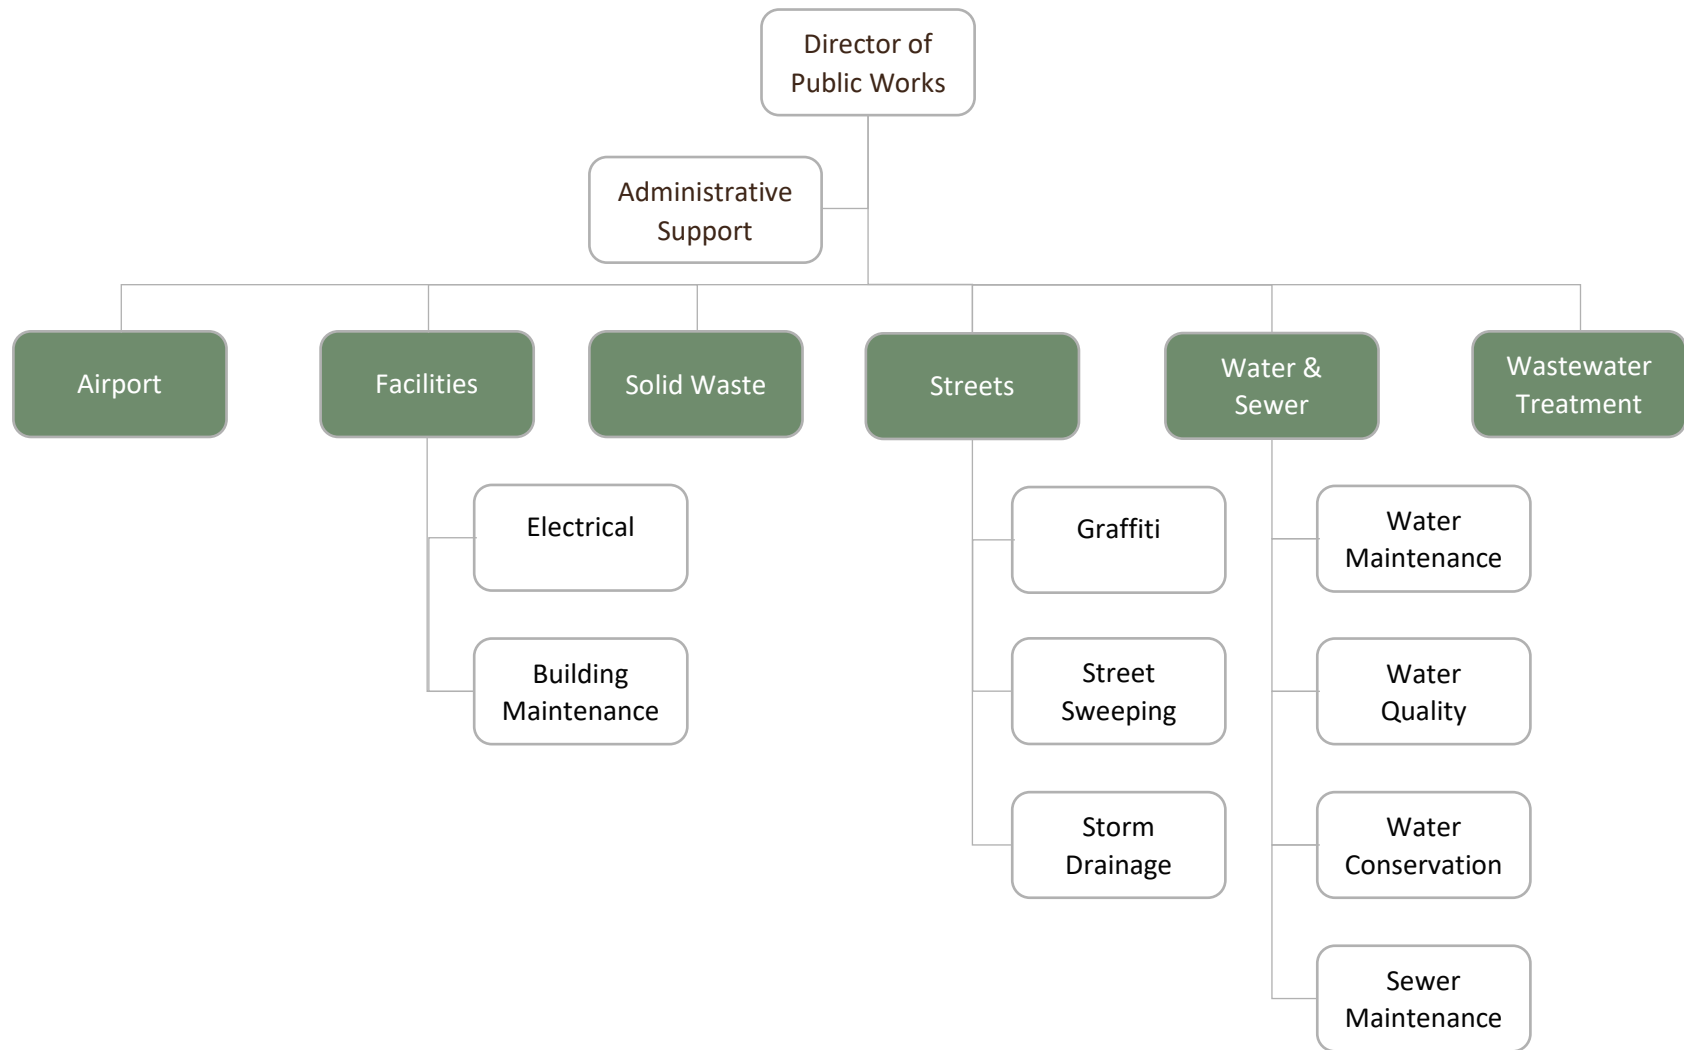 Director of
Public Works
Administrative
Support
Airport
Facilities
Solid Waste
Streets
Water &
Sewer
Wastewater
Treatment
Electrical
Building
Maintenance
Graffiti
Street
Sweeping
Storm
Drainage
Water
Maintenance
Water
Quality
Water
Conservation
Sewer
Maintenance